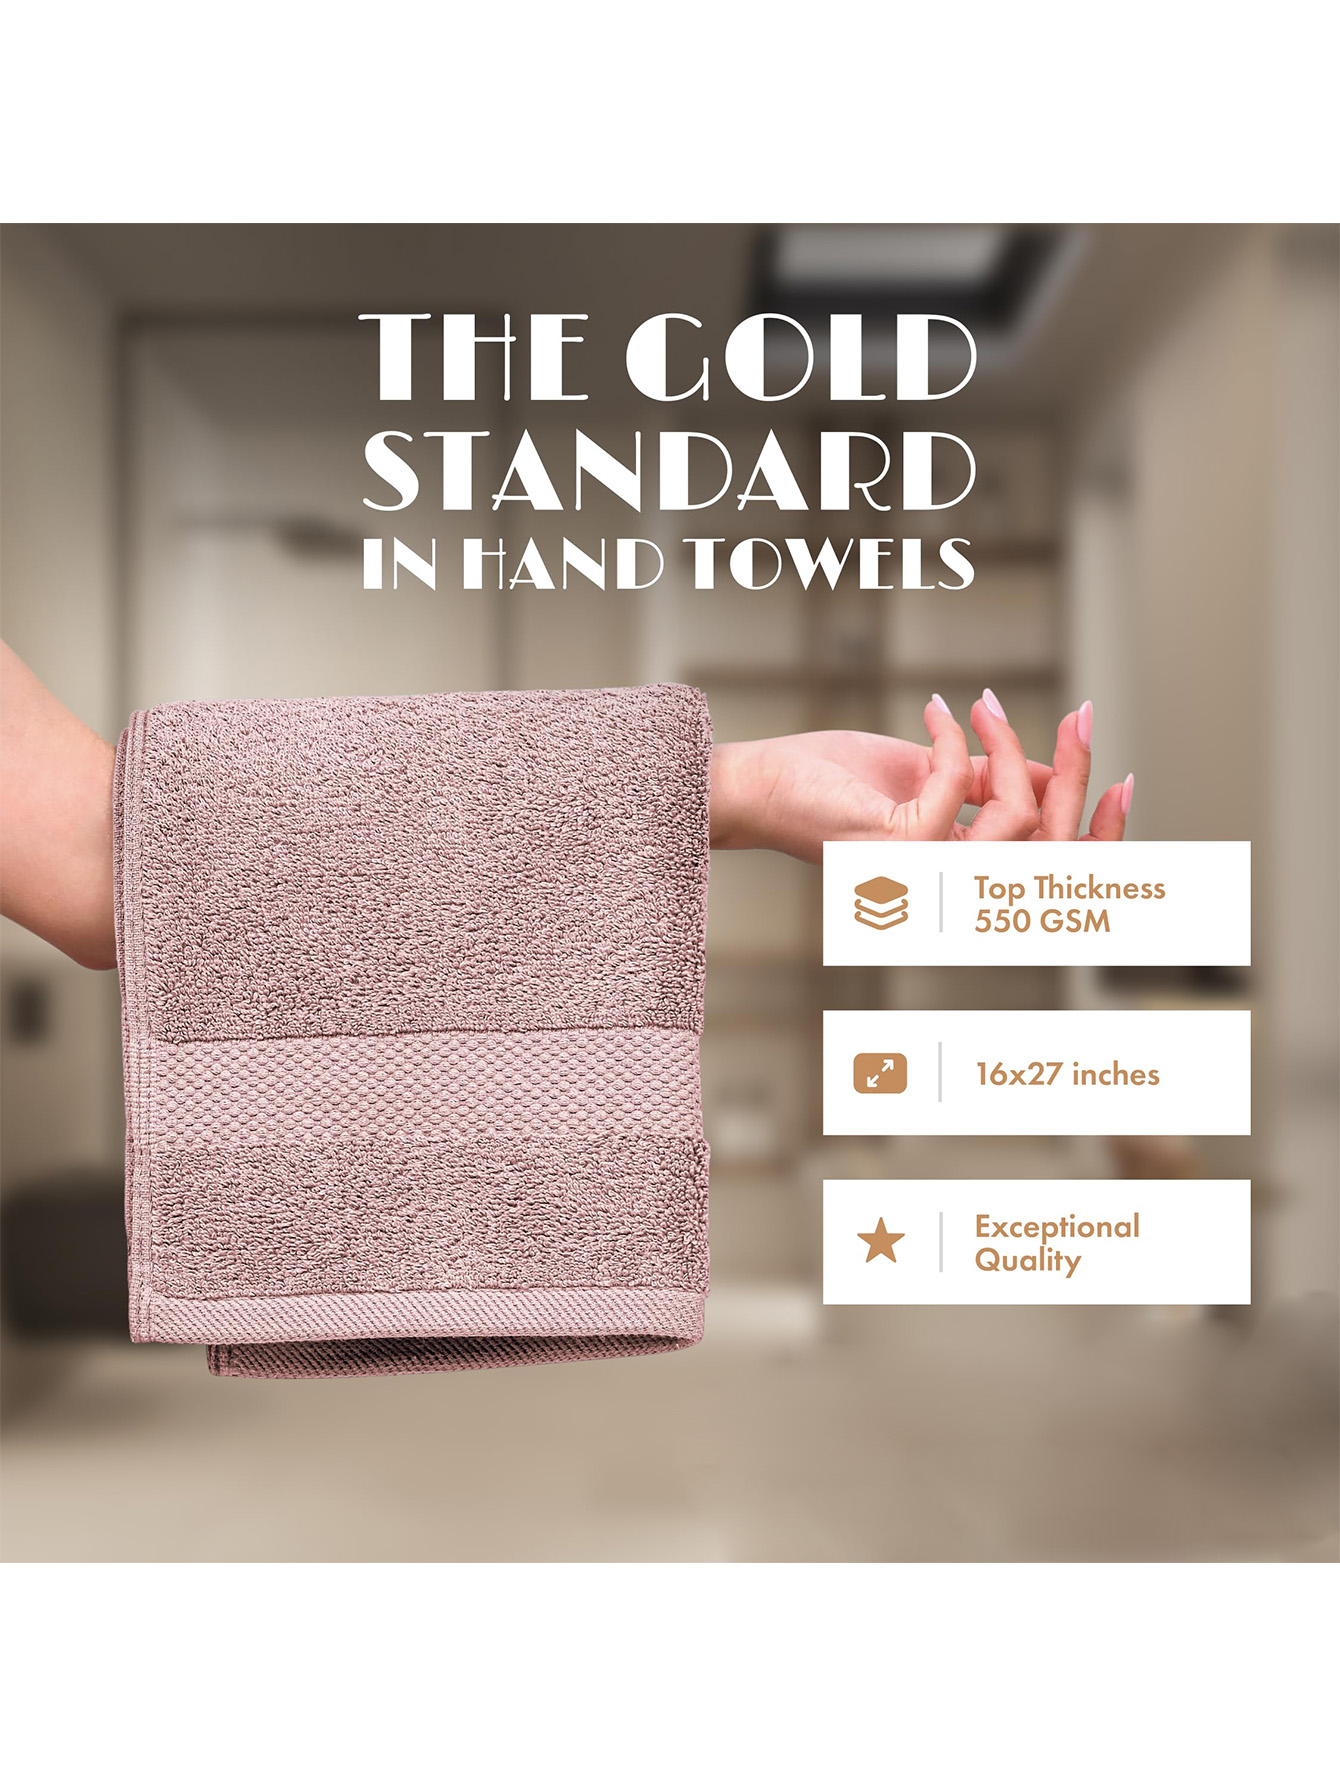 THE GOLD
STANDARD
IN HAND TOWELS
Top Thickness
550 GSM
16x27 inches
Exceptional
Quality